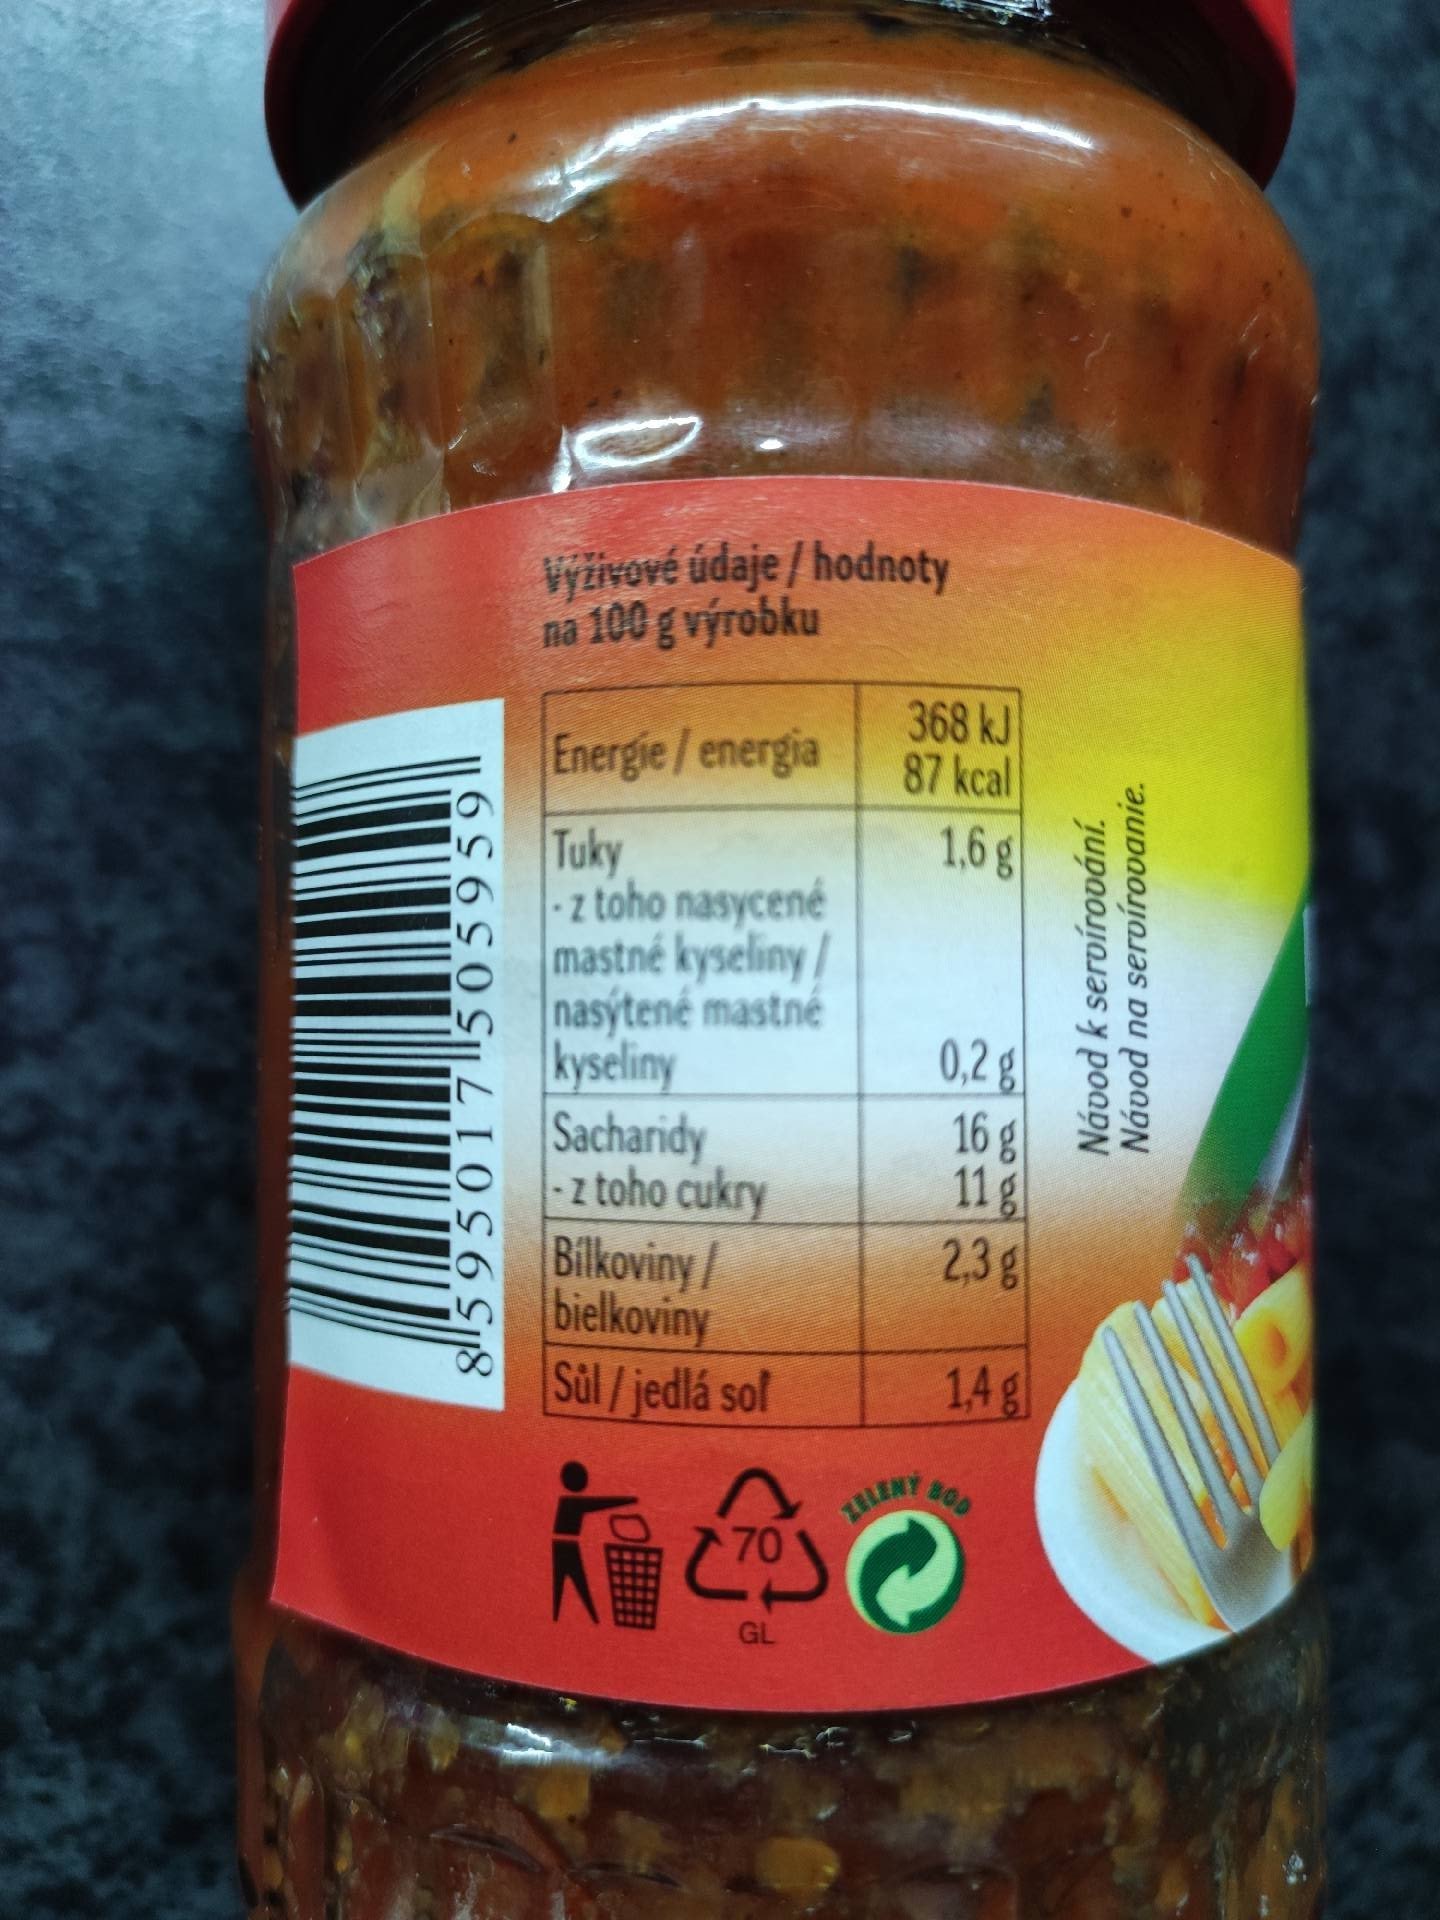 Výživové údaje / hodnoty
na 100 g výrobku
Energie / energia
368 kJ
87 kcal
Tuky
1,6 g
- z toho nasycené
mastné kyseliny /
nasýtené mastné
kyseliny
0,2 g
Sacharidy
16 g
- z toho cukry
11 g
Bílkoviny /
2,3 g
bielkoviny
Sůl / jedlá soľ
1,4 g
8 595017 505959
Návod k servírování.
Návod na servírovanie.
70
GL
ZELENÝ BOD